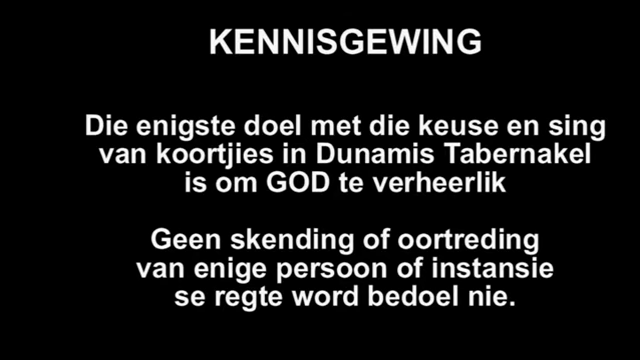 KENNISGEWING
Die enigste doel met die keuse en sing
van koortjies in Dunamis Tabernakel
is om GOD te verheerlik
Geen skending of oortreding
van enige persoon of instansie
se regte word bedoel nie.